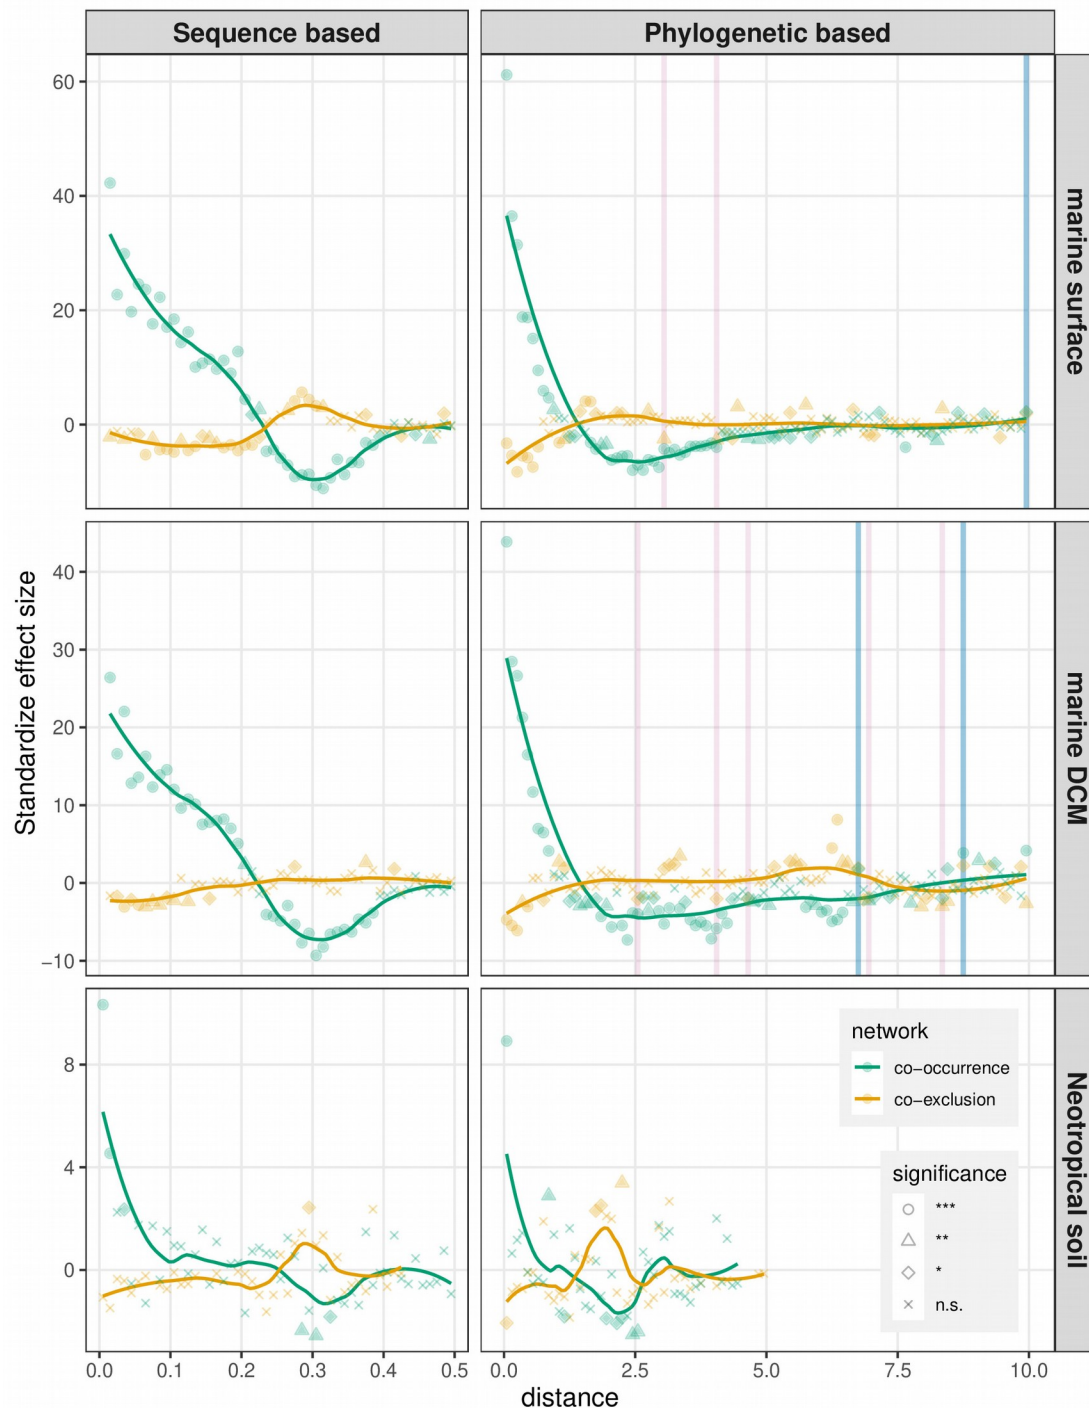 Sequence based
Phylogenetic based
60
40
20
0
marine surface
Standardize effect size
40
30
20
10
0
−10
marine DCM
8
4
0
network
co−occurrence
co−exclusion
significance
***
**
*
n.s.
Neotropical soil
0.0 0.1 0.2 0.3 0.4 0.5
0.0 2.5 5.0 7.5 10.0
distance